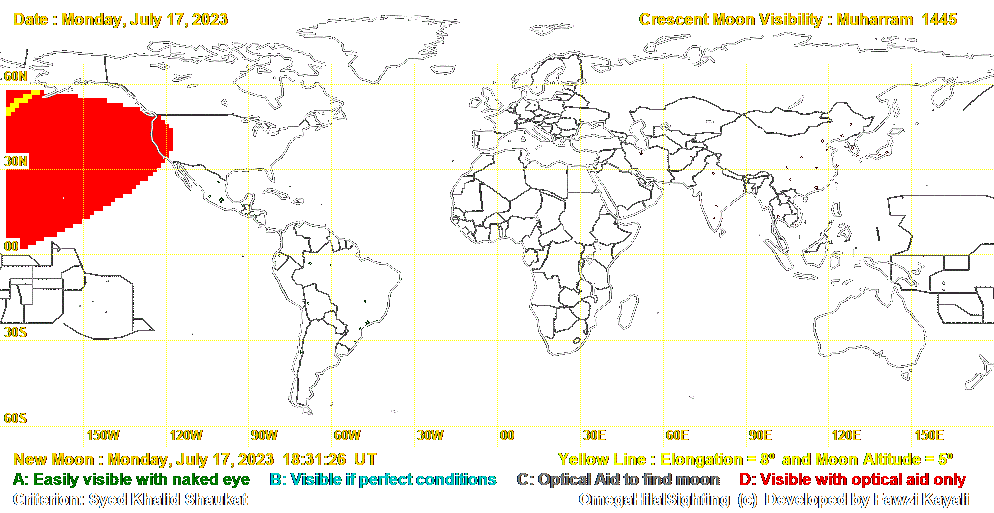 Date : Monday, July 17, 2023 Crescent Moon Visibility : Muharram 1445
60N
30N
00
30S
60S
150W 120W 90W 60W 30W 00 30E 60E 90E 120E 150E
New Moon : Monday, July 17, 2023 18:31:26 UT Yellow Line : Elongation = 8º and Moon Altitude = 5º
A: Easily visible with naked eye B: Visible if perfect conditions C: Optical Aid to find moon D: Visible with optical aid only
Criterion: Syed Khalid Shaukat OmegaHilalSighting (c) Developed by Fawzi Kayali